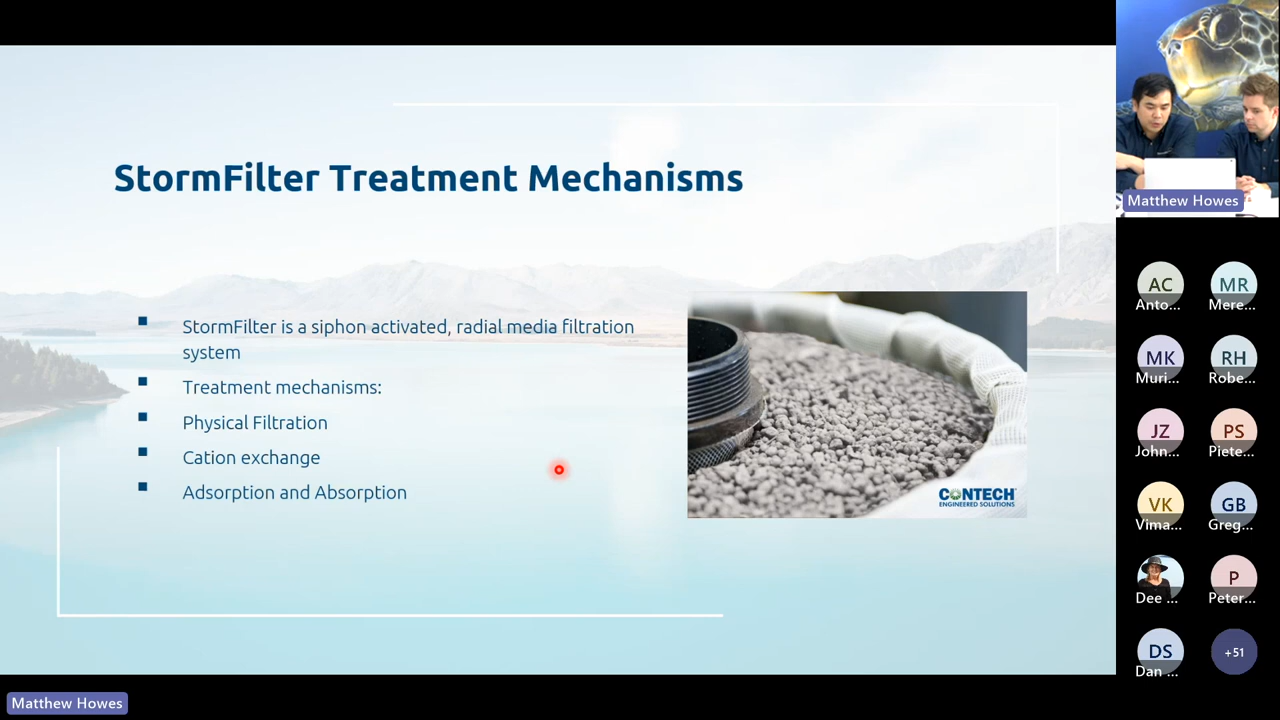 StormFilter Treatment Mechanisms
StormFilter is a siphon activated, radial media filtration
system
Treatment mechanisms:
Physical Filtration
Cation exchange
Adsorption and Absorption
CONTECH
ENGINEERED SOLUTIONS
Matthew Howes
AC
Anto...
MR
Mere...
MK
Muri...
RH
Robe...
JZ
John...
PS
Piete...
VK
Vima...
GB
Greg...
Dee ...
P
Peter...
DS
Dan ...
+51
Matthew Howes